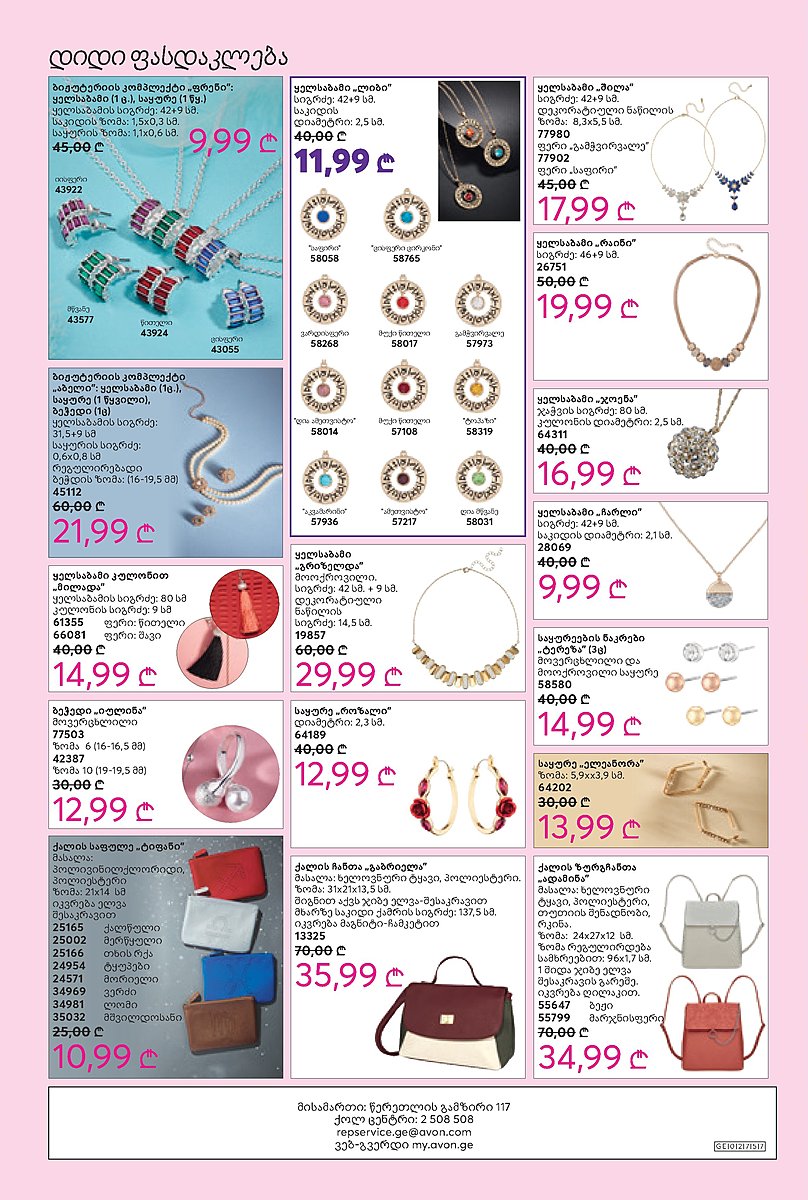 დიდი ფასდაკლება
ბიჟუტერიის კომპლექტი „ფრენი“:
ყელსაბამი (1 ც.), საყურე (1 წყ.)
ყელსაბამის სიგრძე: 42+9 სმ.
საკიდის ზომა: 1,5x0,3 სმ.
საყურის ზომა: 1,1x0,6 სმ.
45,00 ₾
9,99 ₾
იისფერი
43922
მწვანე
43577
წითელი
43924
ცისფერი
43055
ყელსაბამი „ლიზი“
სიგრძე: 42+9 სმ.
საკიდის
დიამეტრი: 2,5 სმ.
40,00 ₾
11,99 ₾
"საფირი"
58058
"ცისფერი ცირკონი"
58765
ვარდისფერი
58268
მუქი წითელი
58017
გამჭვირვალე
57973
"ღია ამეთვისტო"
58014
მუქი წითელი
57108
"ტოპაზი"
58319
"აკვამარინი"
57936
"ამეთვისტო"
57217
ღია მწვანე
58031
ყელსაბამი „შილა“
სიგრძე: 42+9 სმ.
დეკორატიული ნაწილის
ზომა: 8,3x5,5 სმ.
77980
ფერი „გამჭვირვალე“
77902
ფერი „საფირი“
45,00 ₾
17,99 ₾
ყელსაბამი „რაინი“
სიგრძე: 46+9 სმ.
26751
50,00 ₾
19,99 ₾
ბიჟუტერიის კომპლექტი
„აბელი“: ყელსაბამი (1ც.),
საყურე (1 წყვილი),
ბეჭედი (1ც)
ყელსაბამის სიგრძე:
31,5+9 სმ
საყურის სიგრძე:
0,6x0,8 სმ
რეგულირებადი
ბეჭდის ზომა: (16-19,5 მმ)
45112
60,00 ₾
21,99 ₾
ყელსაბამი „ჯოენა“
ჯაჭვის სიგრძე: 80 სმ.
კულონის დიამეტრი: 2,5 სმ.
64311
40,00 ₾
16,99 ₾
ყელსაბამი „ჩარლი“
სიგრძე: 42+9 სმ.
საკიდის დიამეტრი: 2,1 სმ.
28069
40,00 ₾
9,99 ₾
ყელსაბამი კულონით
„მილადა“
ყელსაბამის სიგრძე: 80 სმ
კულონის სიგრძე: 9 სმ
61355 ფერი: წითელი
66081 ფერი: შავი
40,00 ₾
14,99 ₾
ყელსაბამი
„გრიზელდა“
მოოქროვილი.
სიგრძე: 42 სმ. + 9 სმ.
დეკორატიული
ნაწილის
სიგრძე: 14,5 სმ.
19857
60,00 ₾
29,99 ₾
საყურეების ნაკრები
„ტერეზა“ (3ც)
მოვერცხლილი და
მოოქროვილი საყურე
58580
40,00 ₾
14,99 ₾
ბეჭედი „იულინა“
მოვერცხლილი
77503
ზომა 6 (16-16,5 მმ)
42387
ზომა 10 (19-19,5 მმ)
30,00 ₾
12,99 ₾
საყურე „როზალი“
დიამეტრი: 2,3 სმ.
64189
40,00 ₾
12,99 ₾
საყურე „ელეანორა“
ზომა: 5,9xx3,9 სმ.
64202
30,00 ₾
13,99 ₾
ქალის საფულე „ტიფანი“
მასალა:
პოლივინილქლორიდი,
პოლიესტერი
ზომა: 21x14 სმ
იკვრება ელვა
შესაკრავით
25165 ქალწული
25002 მერწყული
25166 თხის რქა
24954 ტყუპები
24571 მორიელი
34969 ვერძი
34981 ლომი
35032 მშვილდოსანი
25,00 ₾
10,99 ₾
ქალის ჩანთა „გაბრიელა“
მასალა: ხელოვნური ტყავი, პოლიესტერი.
ზომა: 31x21x13,5 სმ.
შიგნით აქვს ჯიბე ელვა-შესაკრავით
მხარზე საკიდი ქამრის სიგრძე: 137,5 სმ.
იკვრება მაგნიტი-ჩამკეტით
13325
70,00 ₾
35,99 ₾
ქალის ზურგჩანთა
„ადამინა“
მასალა: ხელოვნური
ტყავი, პოლიესტერი,
თუთიის შენადნობი,
რკინა.
ზომა: 24x27x12 სმ.
ზომა რეგულირდება
სამხრეებით: 96x1,7 სმ.
1 შიდა ჯიბე ელვა
შესაკრავის გარეშე.
იკვრება ღილაკით.
55647 ბეჟი
55799 მარჯნისფერი
70,00 ₾
34,99 ₾
მისამართი: წერეთლის გამზირი 117
ქოლ ცენტრი: 2 508 508
repservice.ge@avon.com
ვებ-გვერდი my.avon.ge
GE1012171517